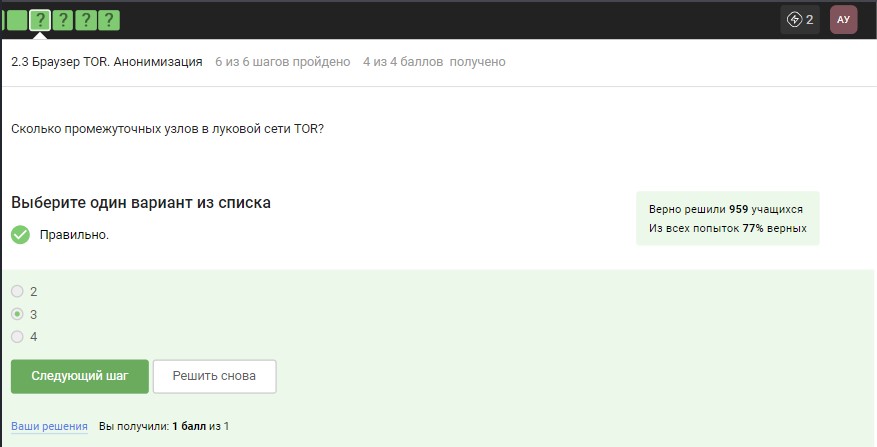 ? ? ? ?
2
АУ
2.3 Браузер TOR. Анонимизация 6 из 6 шагов пройдено 4 из 4 баллов получено
Сколько промежуточных узлов в луковой сети TOR?
Выберите один вариант из списка
Правильно.
Верно решили 959 учащихся
Из всех попыток 77% верных
2
3
4
Следующий шаг
Решить снова
Ваши решения Вы получили: 1 балл из 1